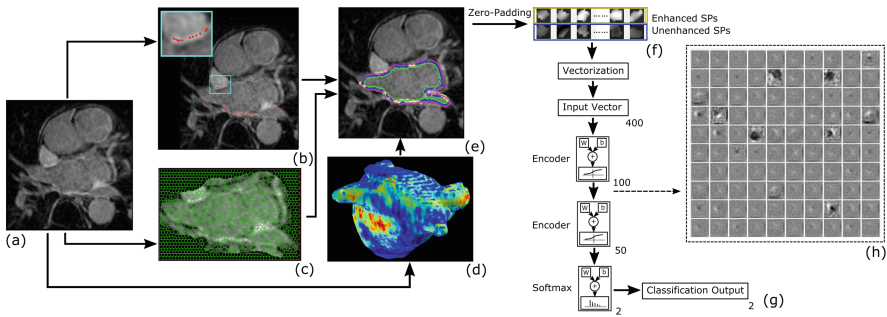 Zero-Padding
Enhanced SPs
Unenhanced SPs
(f)
Vectorization
Input Vector
400
Encoder
W b
+
100
Encoder
W b
+
50
Softmax
W b
+
2
Classification Output
2
(g)
(h)
(a)
(b)
(c)
(d)
(e)